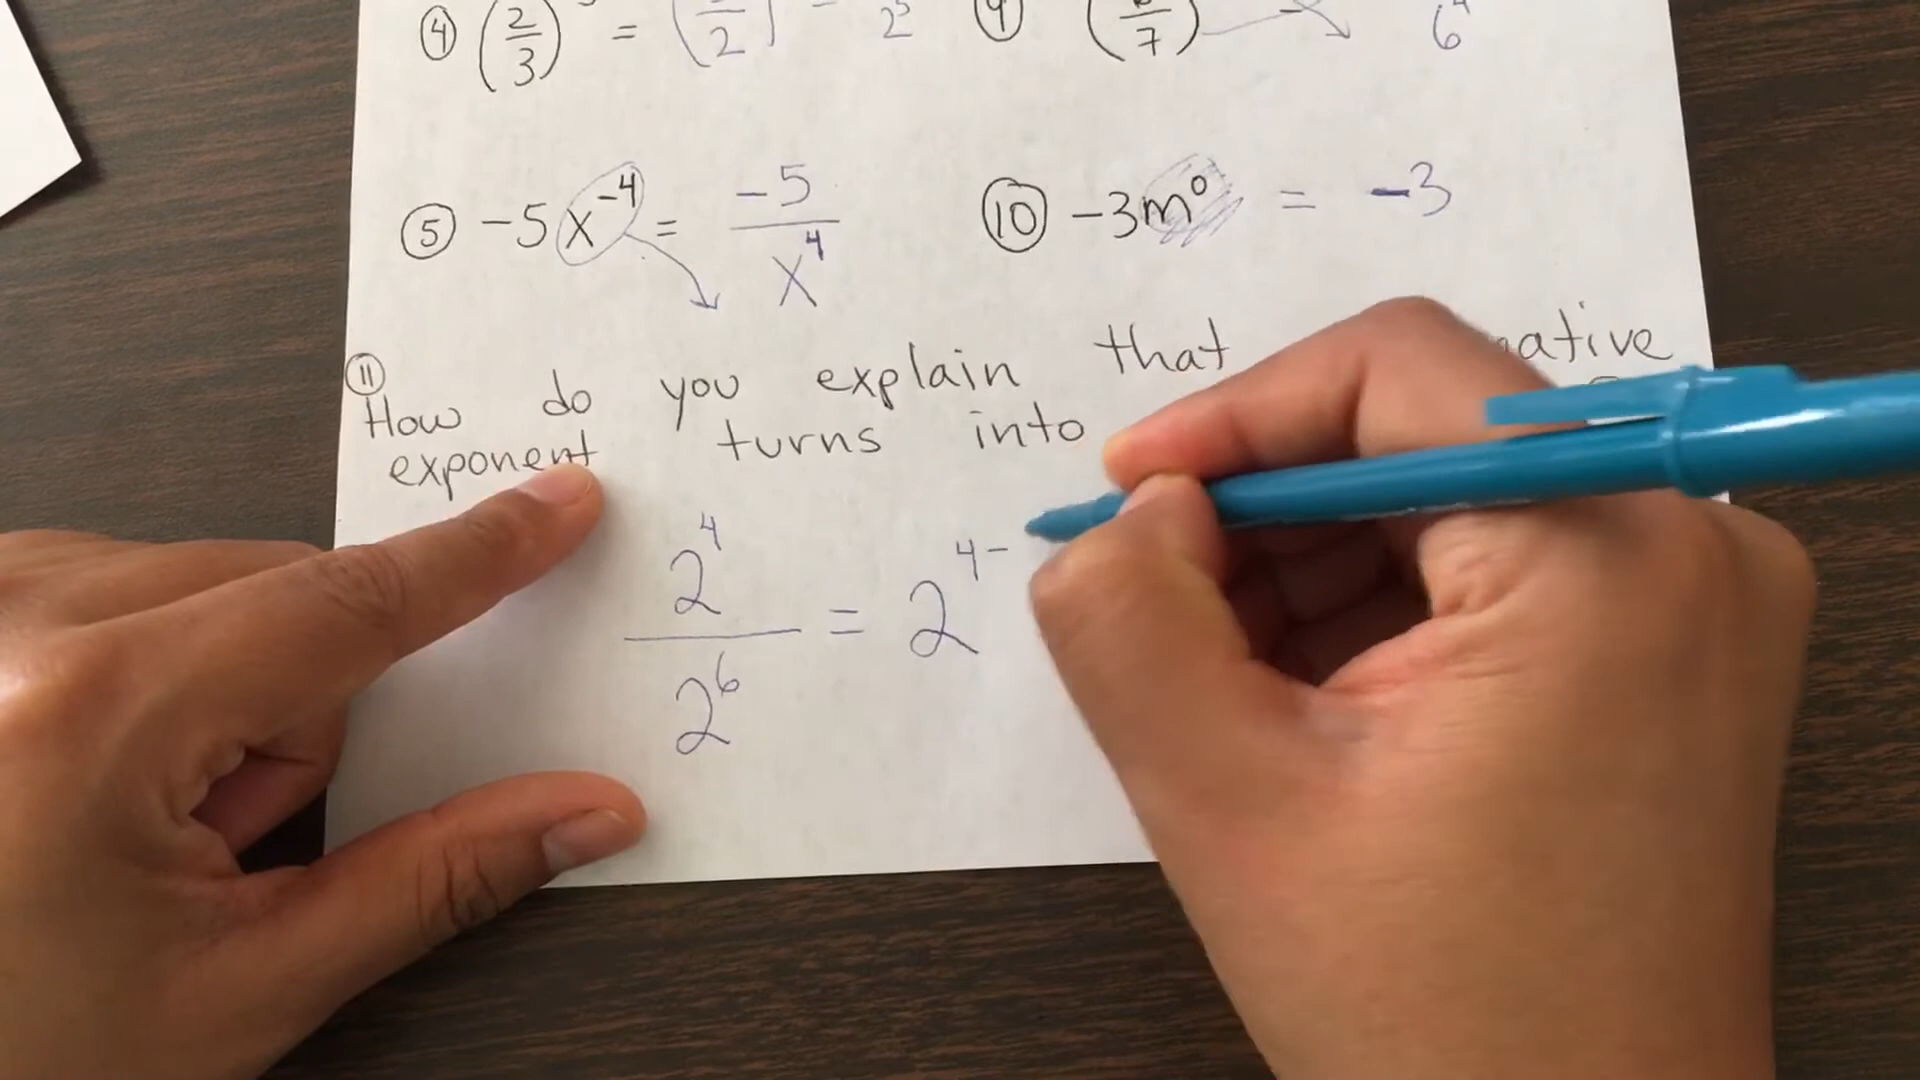 ④ (2/3) = ( /2) 2⁵
⑨ ( /7) 6⁴
⑤ -5x⁻⁴ = -5/x⁴
⑩ -3m⁰ = -3
⑪ How do you explain that
exponent turns into
2⁴/2⁶ = 2⁴⁻